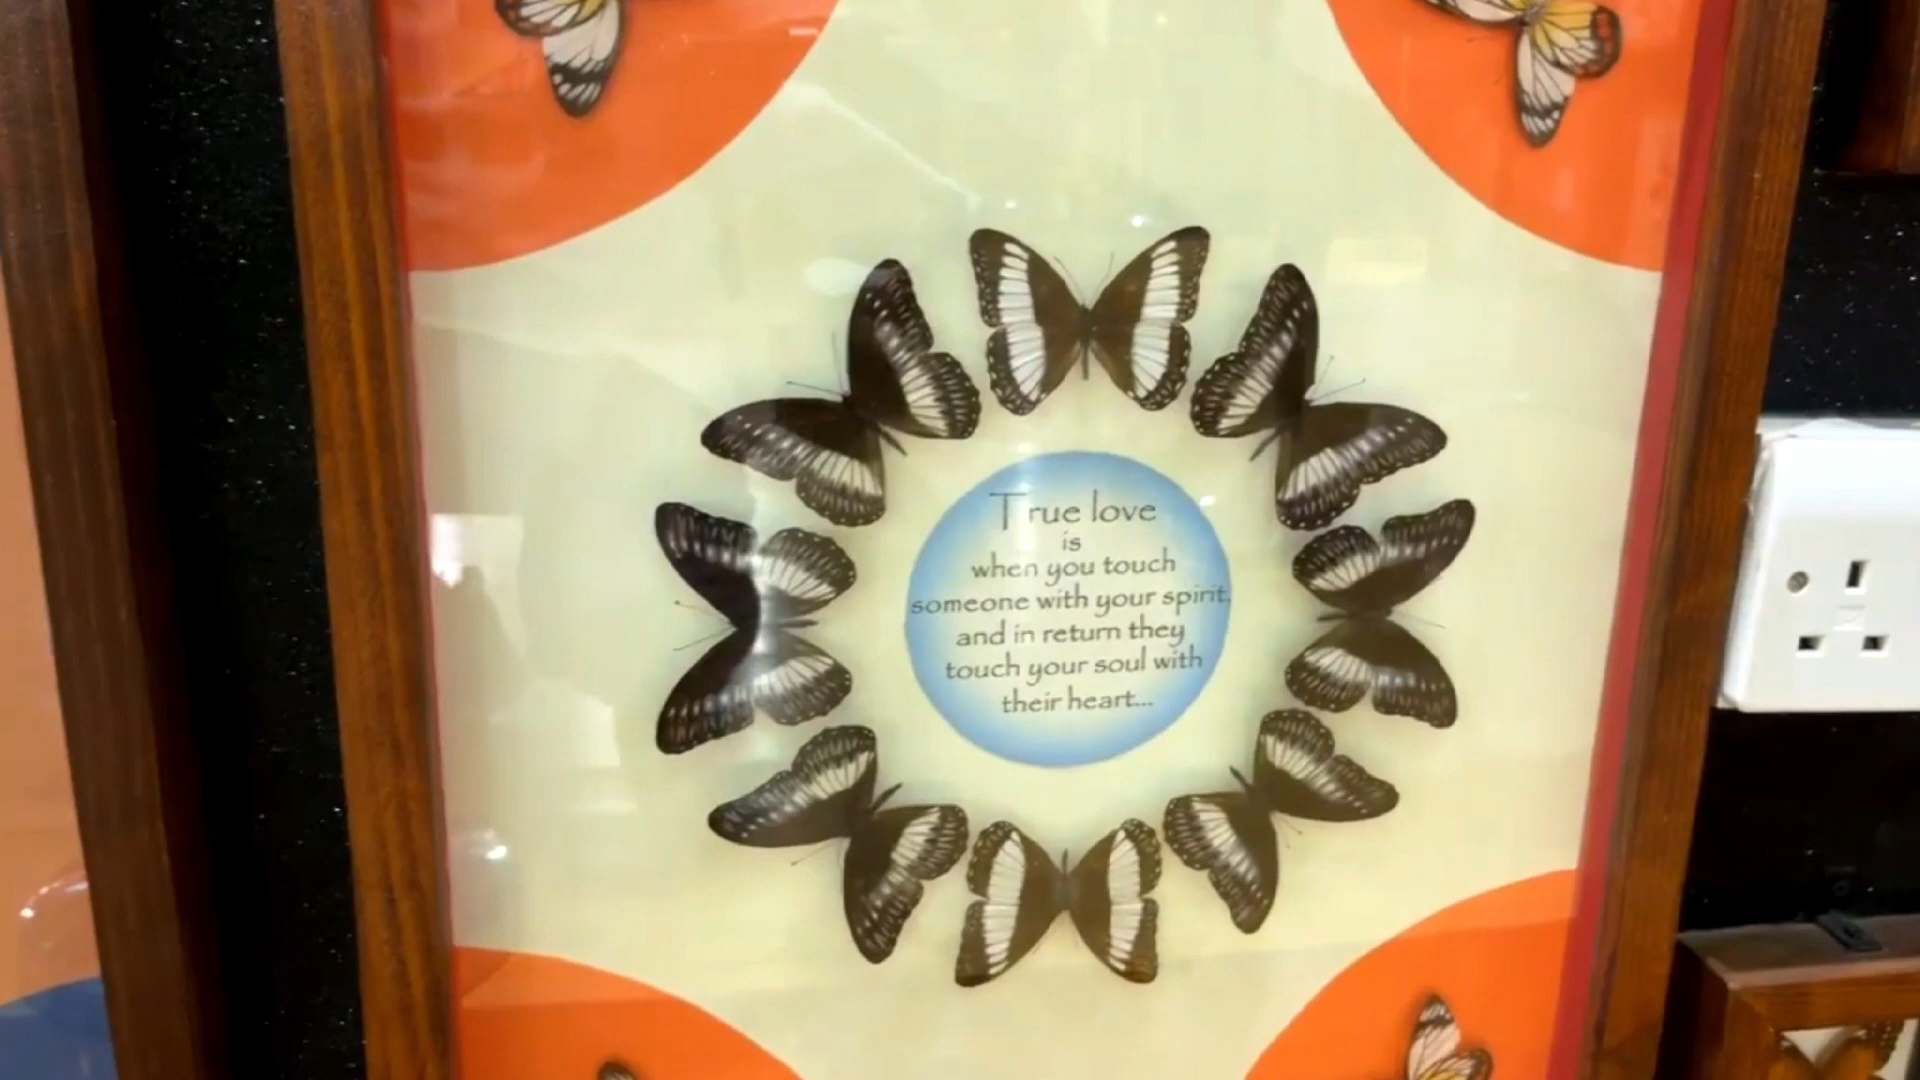 True love
is
when you touch
someone with your spirit,
and in return they
touch your soul with
their heart...